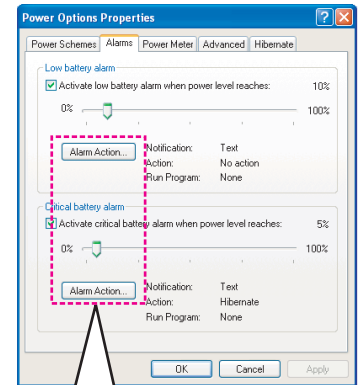 Power Options Properties
Power Schemes Alarms Power Meter Advanced Hibernate
Low battery alarm
Activate low battery alarm when power level reaches: 10%
0% 100%
Alarm Action... Notification: Text
Action: No action
Run Program: None
Critical battery alarm
Activate critical battery alarm when power level reaches: 5%
0% 100%
Alarm Action... Notification: Text
Action: Hibernate
Run Program: None
OK Cancel Apply